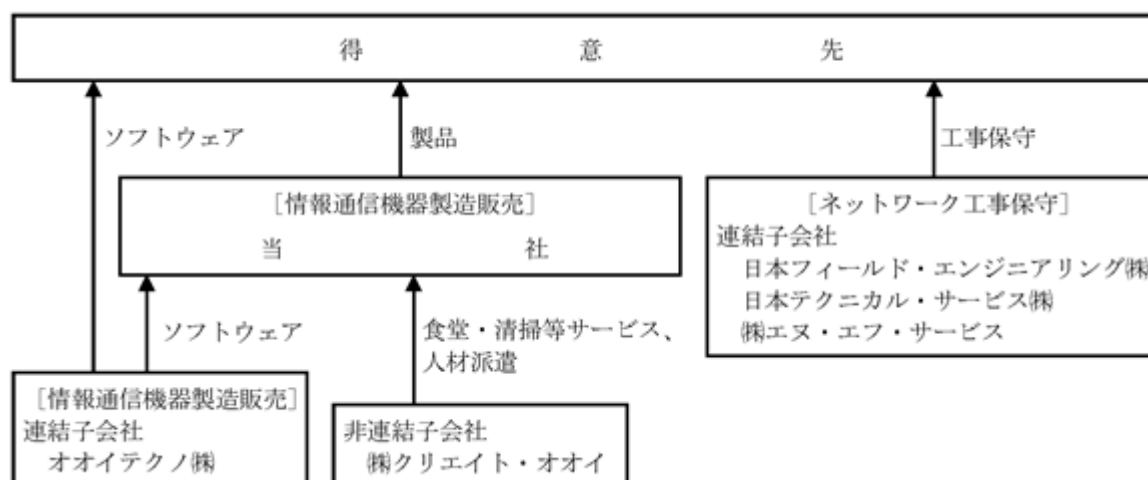 得意先
ソフトウェア
製品
工事保守
[情報通信機器製造販売]
当社
[ネットワーク工事保守]
連結子会社
日本フィールド・エンジニアリング㈱
日本テクニカル・サービス㈱
㈱エヌ・エフ・サービス
ソフトウェア
食堂・清掃等サービス、
人材派遣
[情報通信機器製造販売]
連結子会社
オオイテクノ㈱
非連結子会社
㈱クリエイト・オオイ